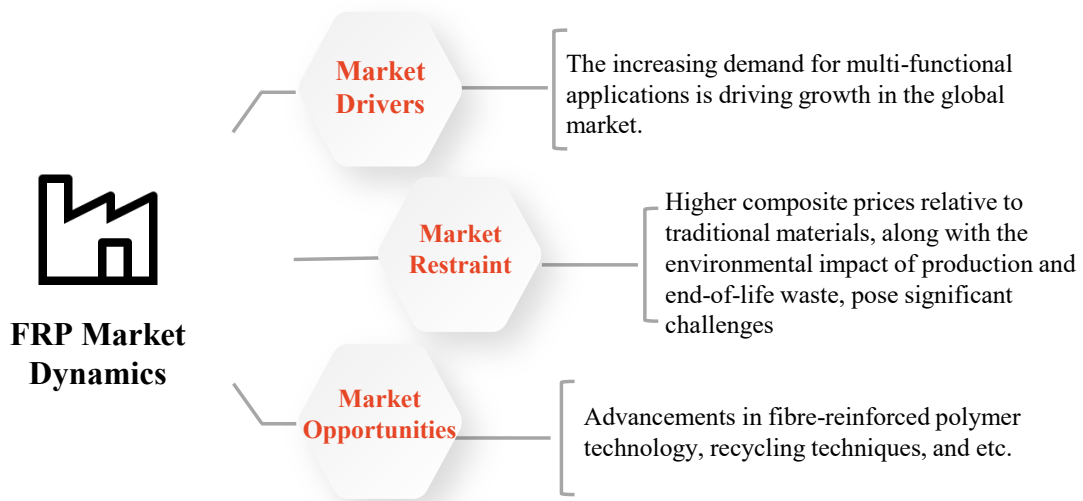 Market
Drivers
The increasing demand for multi-functional
applications is driving growth in the global
market.
FRP Market
Dynamics
Market
Restraint
Higher composite prices relative to
traditional materials, along with the
environmental impact of production and
end-of-life waste, pose significant
challenges
Market
Opportunities
Advancements in fibre-reinforced polymer
technology, recycling techniques, and etc.